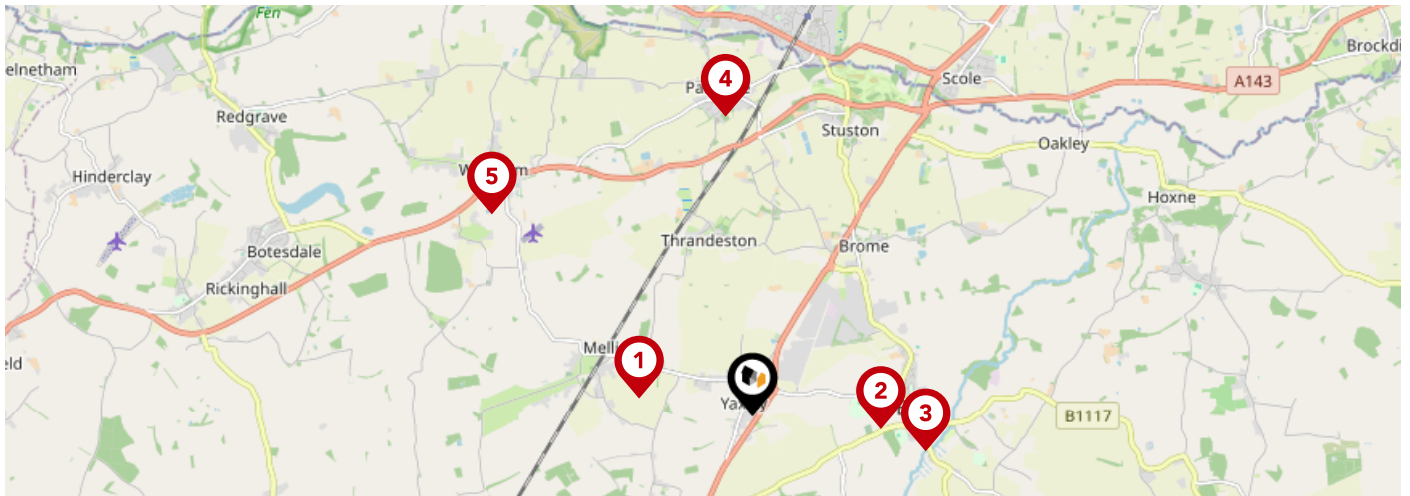 Fen
elnetham
Brockdi
Scole
A143
Redgrave
4
Stuston
Oakley
5
Hinderclay
Hoxne
Thrandeston
Brome
Botesdale
Rickinghall
Mell
1
eld
2
3
B1117